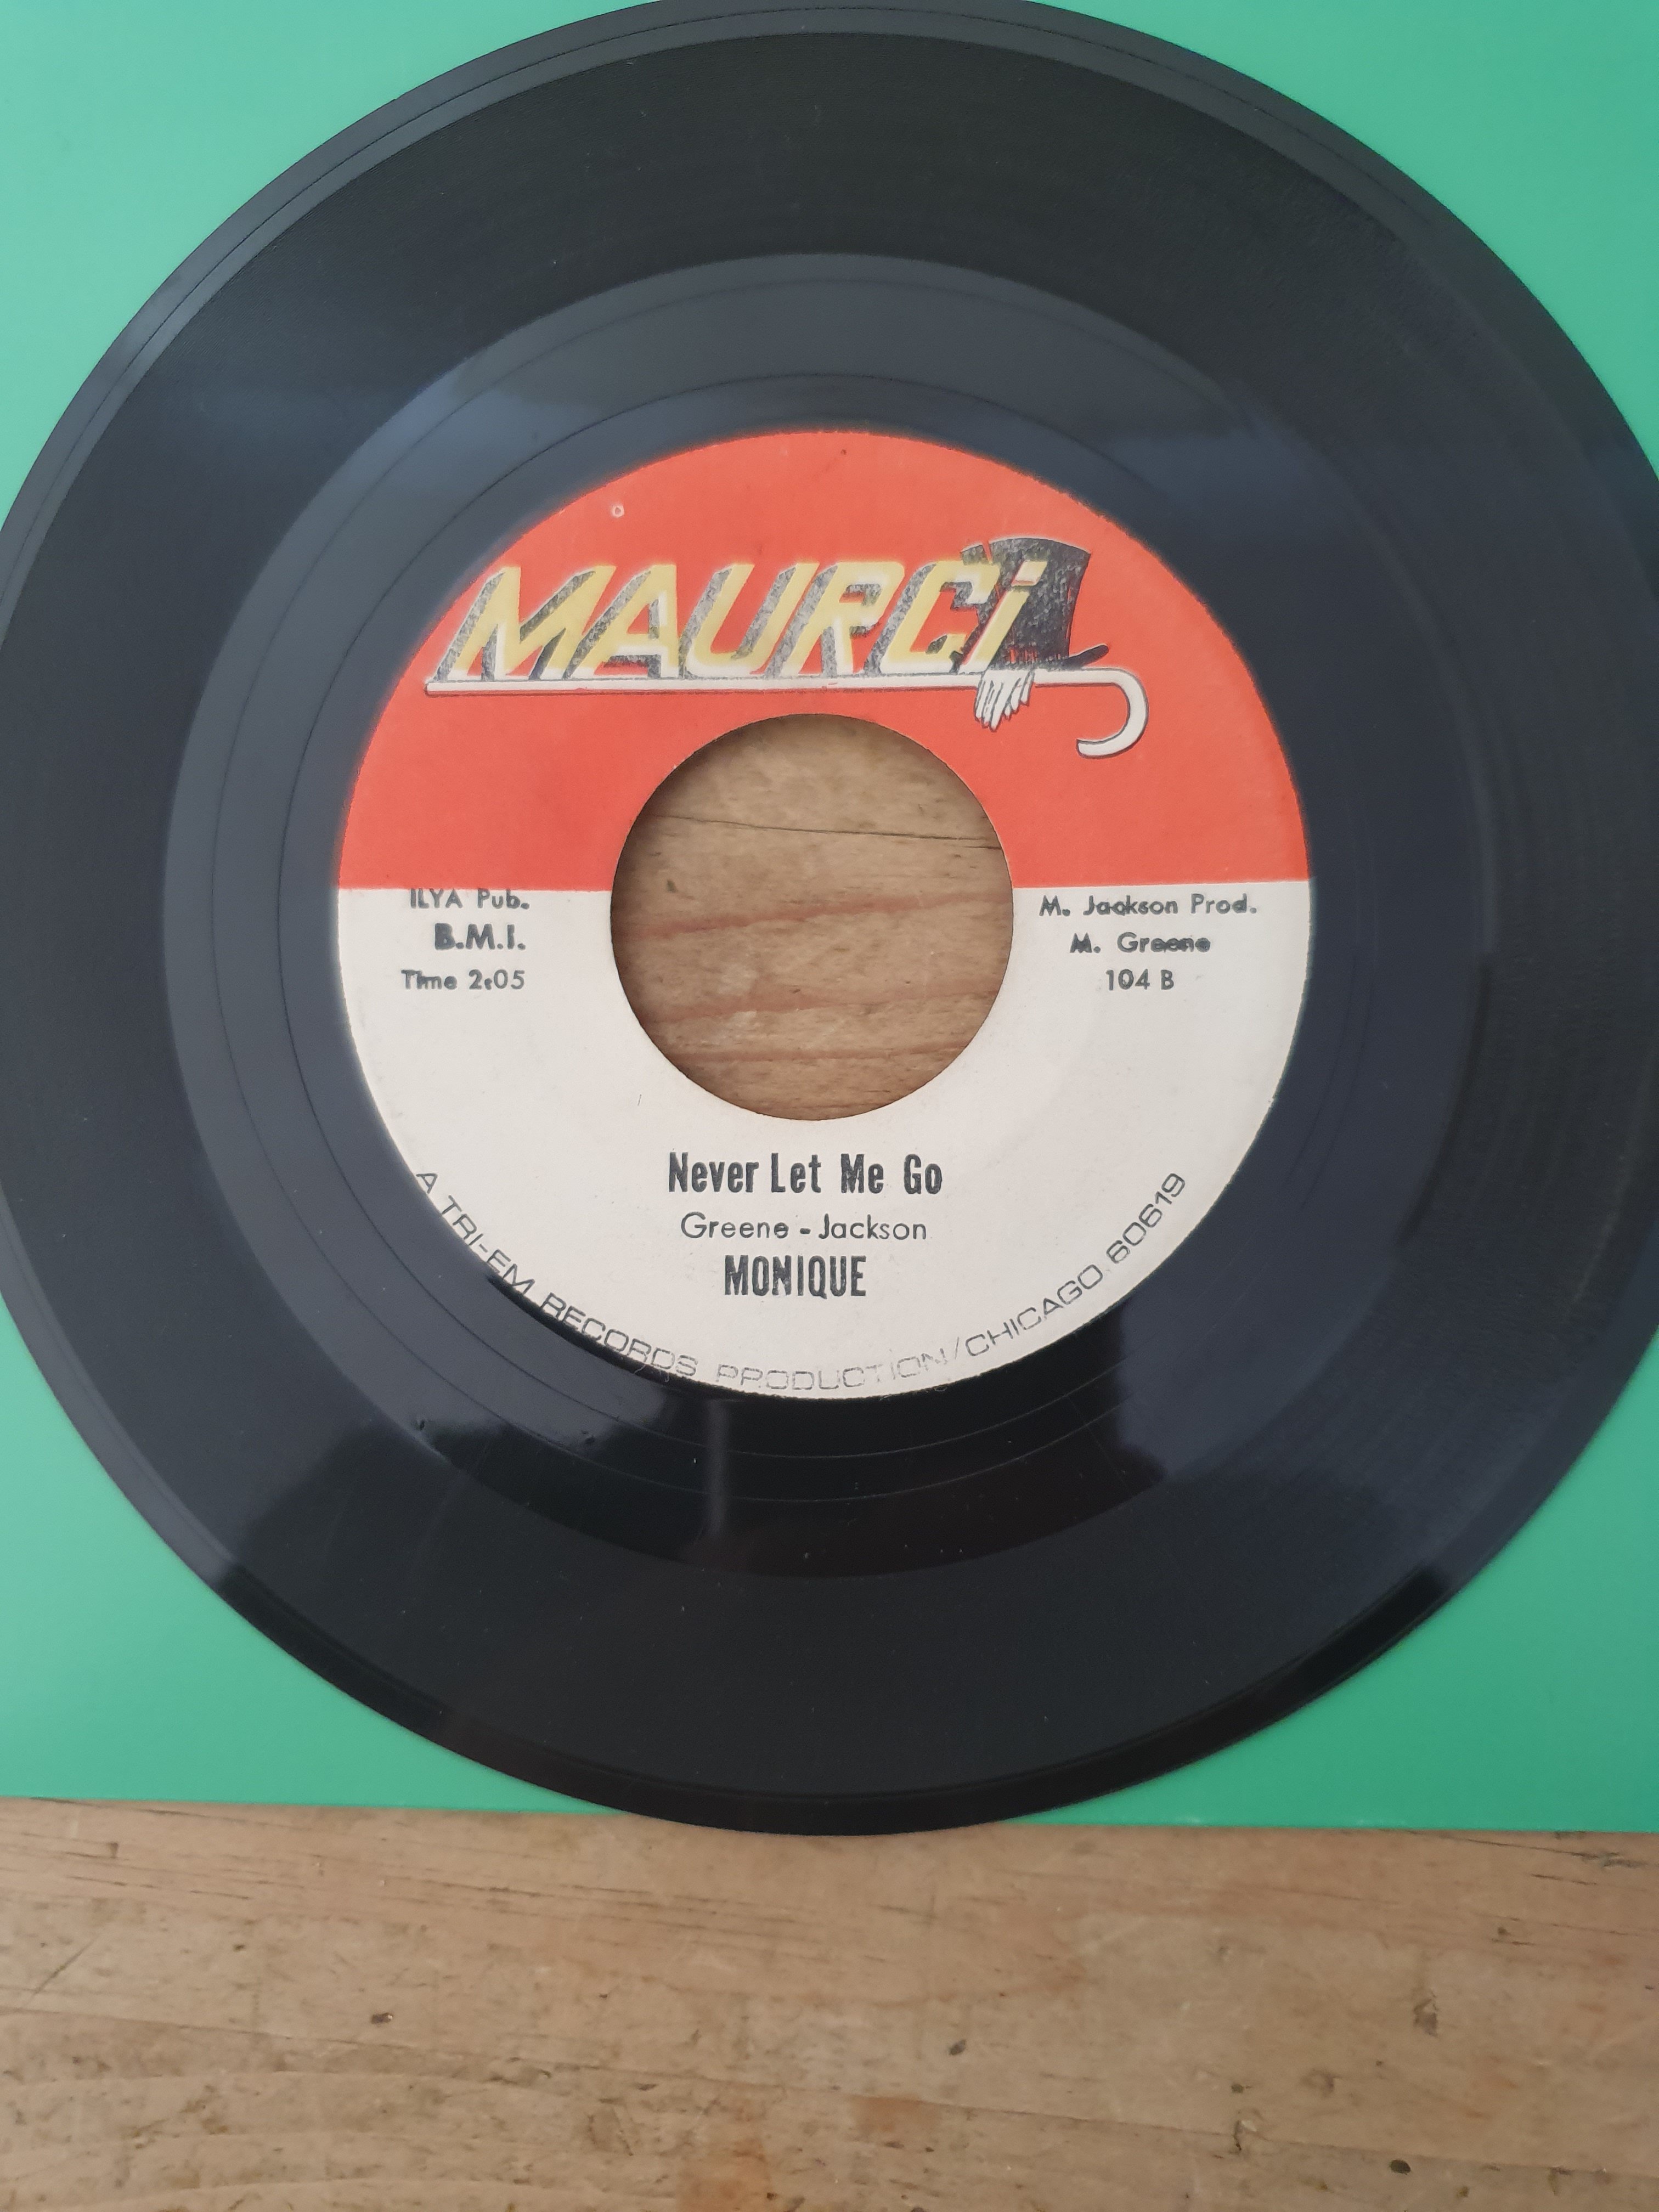 MAURCi
ILYA Pub.
B.M.I.
Time 2:05
M. Jackson Prod.
M. Greene
104 B
Never Let Me Go
Greene - Jackson
MONIQUE
A TRI-EM RECORDS PRODUCTION/CHICAGO 60619